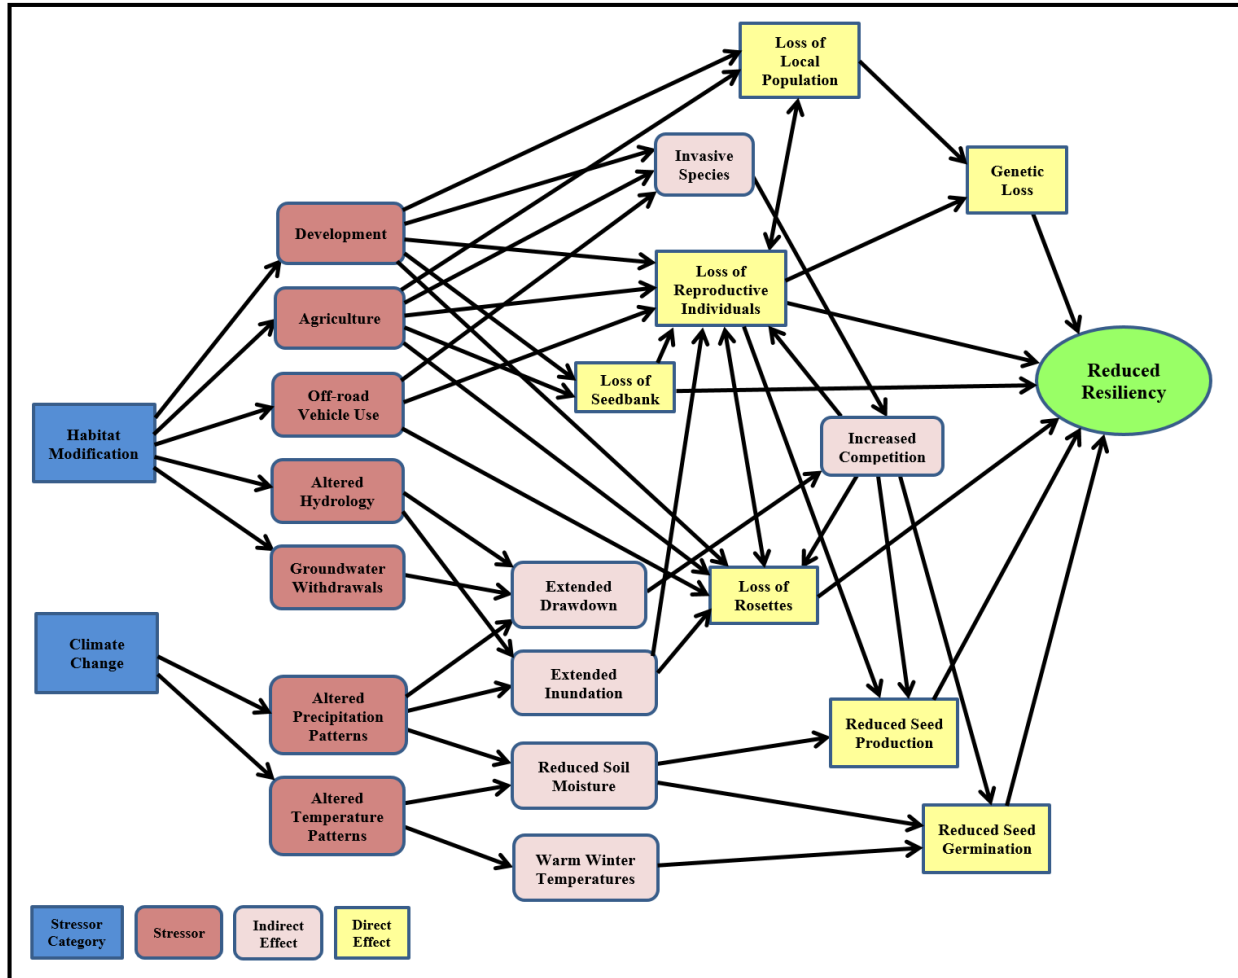 Loss of
Local
Population
Invasive
Species
Genetic
Loss
Development
Loss of
Reproductive
Individuals
Agriculture
Reduced
Resiliency
Off-road
Vehicle Use
Loss of
Seedbank
Habitat
Modification
Increased
Competition
Altered
Hydrology
Groundwater
Withdrawals
Extended
Drawdown
Loss of
Rosettes
Climate
Change
Extended
Inundation
Altered
Precipitation
Patterns
Reduced Seed
Production
Reduced Soil
Moisture
Altered
Temperature
Patterns
Reduced Seed
Germination
Warm Winter
Temperatures
Stressor
Category
Stressor
Indirect
Effect
Direct
Effect